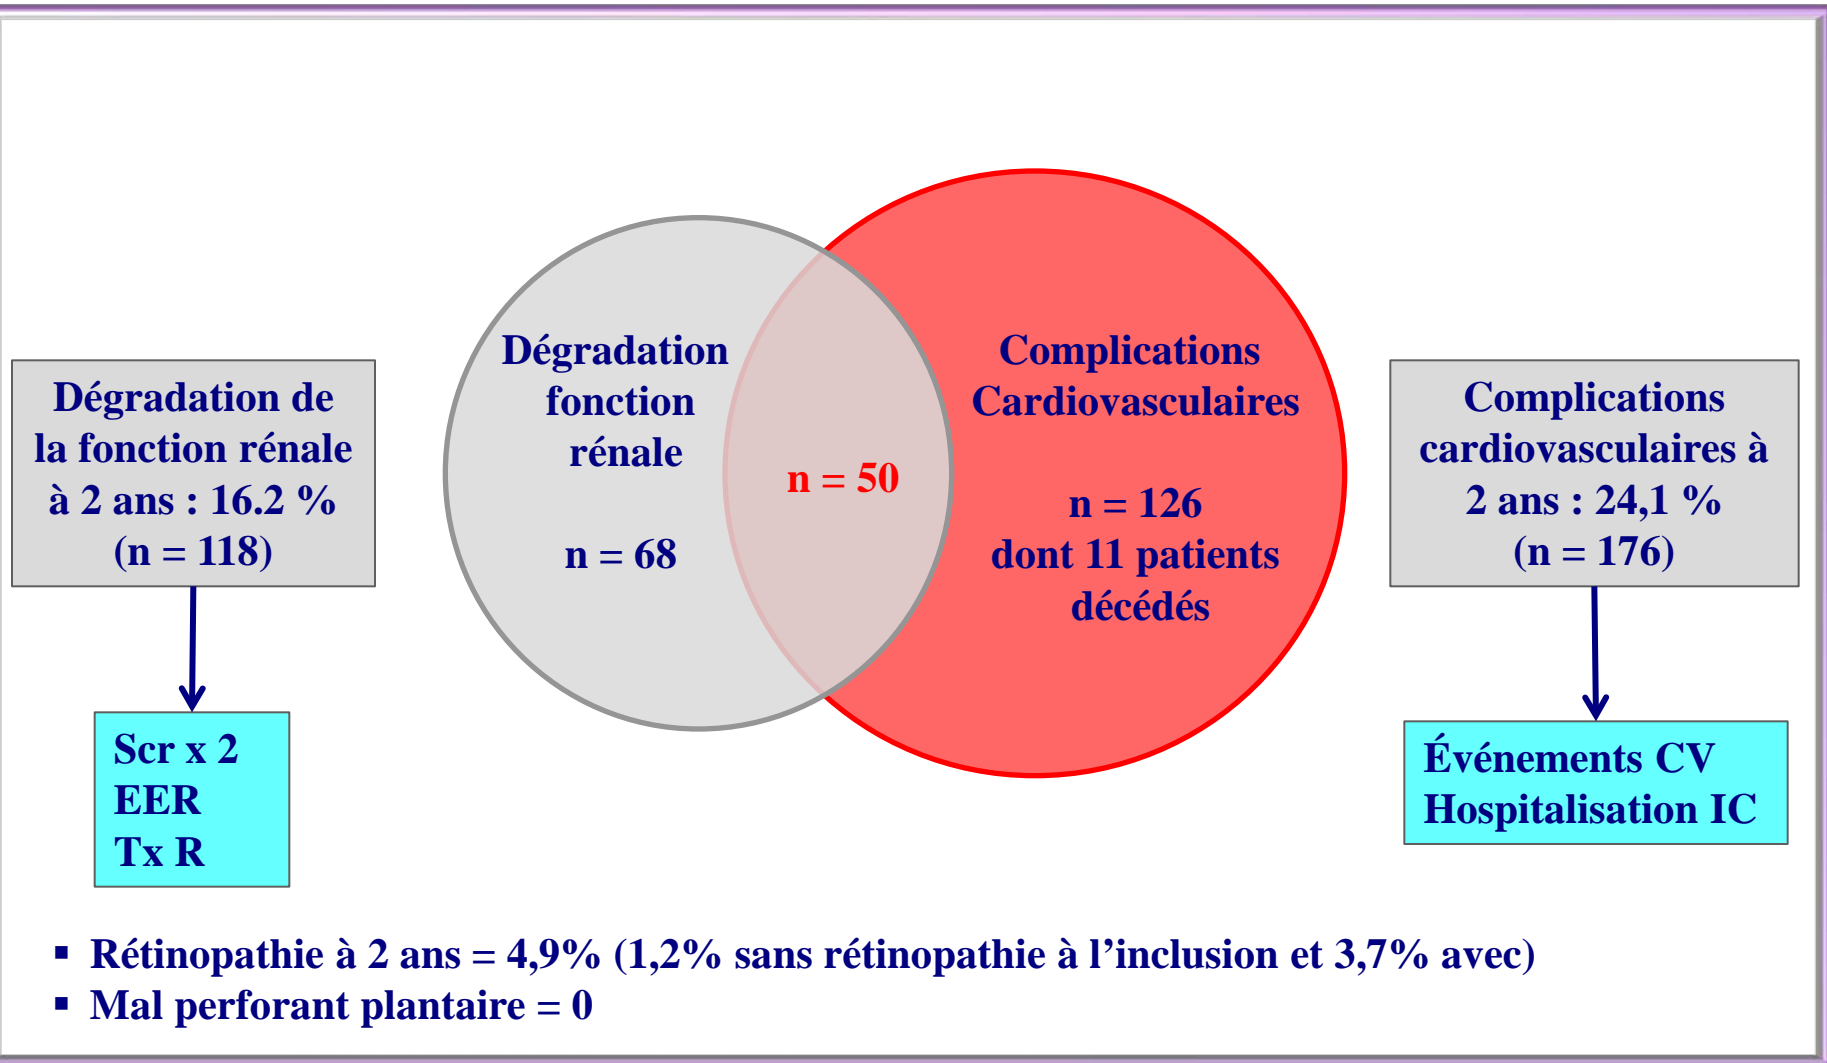 Dégradation de
la fonction rénale
à 2 ans : 16.2 %
(n = 118)
Scr x 2
EER
Tx R
Dégradation
fonction
rénale
n = 68
n = 50
Complications
Cardiovasculaires
n = 126
dont 11 patients
décédés
Complications
cardiovasculaires à
2 ans : 24,1 %
(n = 176)
Événements CV
Hospitalisation IC
▪ Rétinopathie à 2 ans = 4,9% (1,2% sans rétinopathie à l’inclusion et 3,7% avec)
▪ Mal perforant plantaire = 0